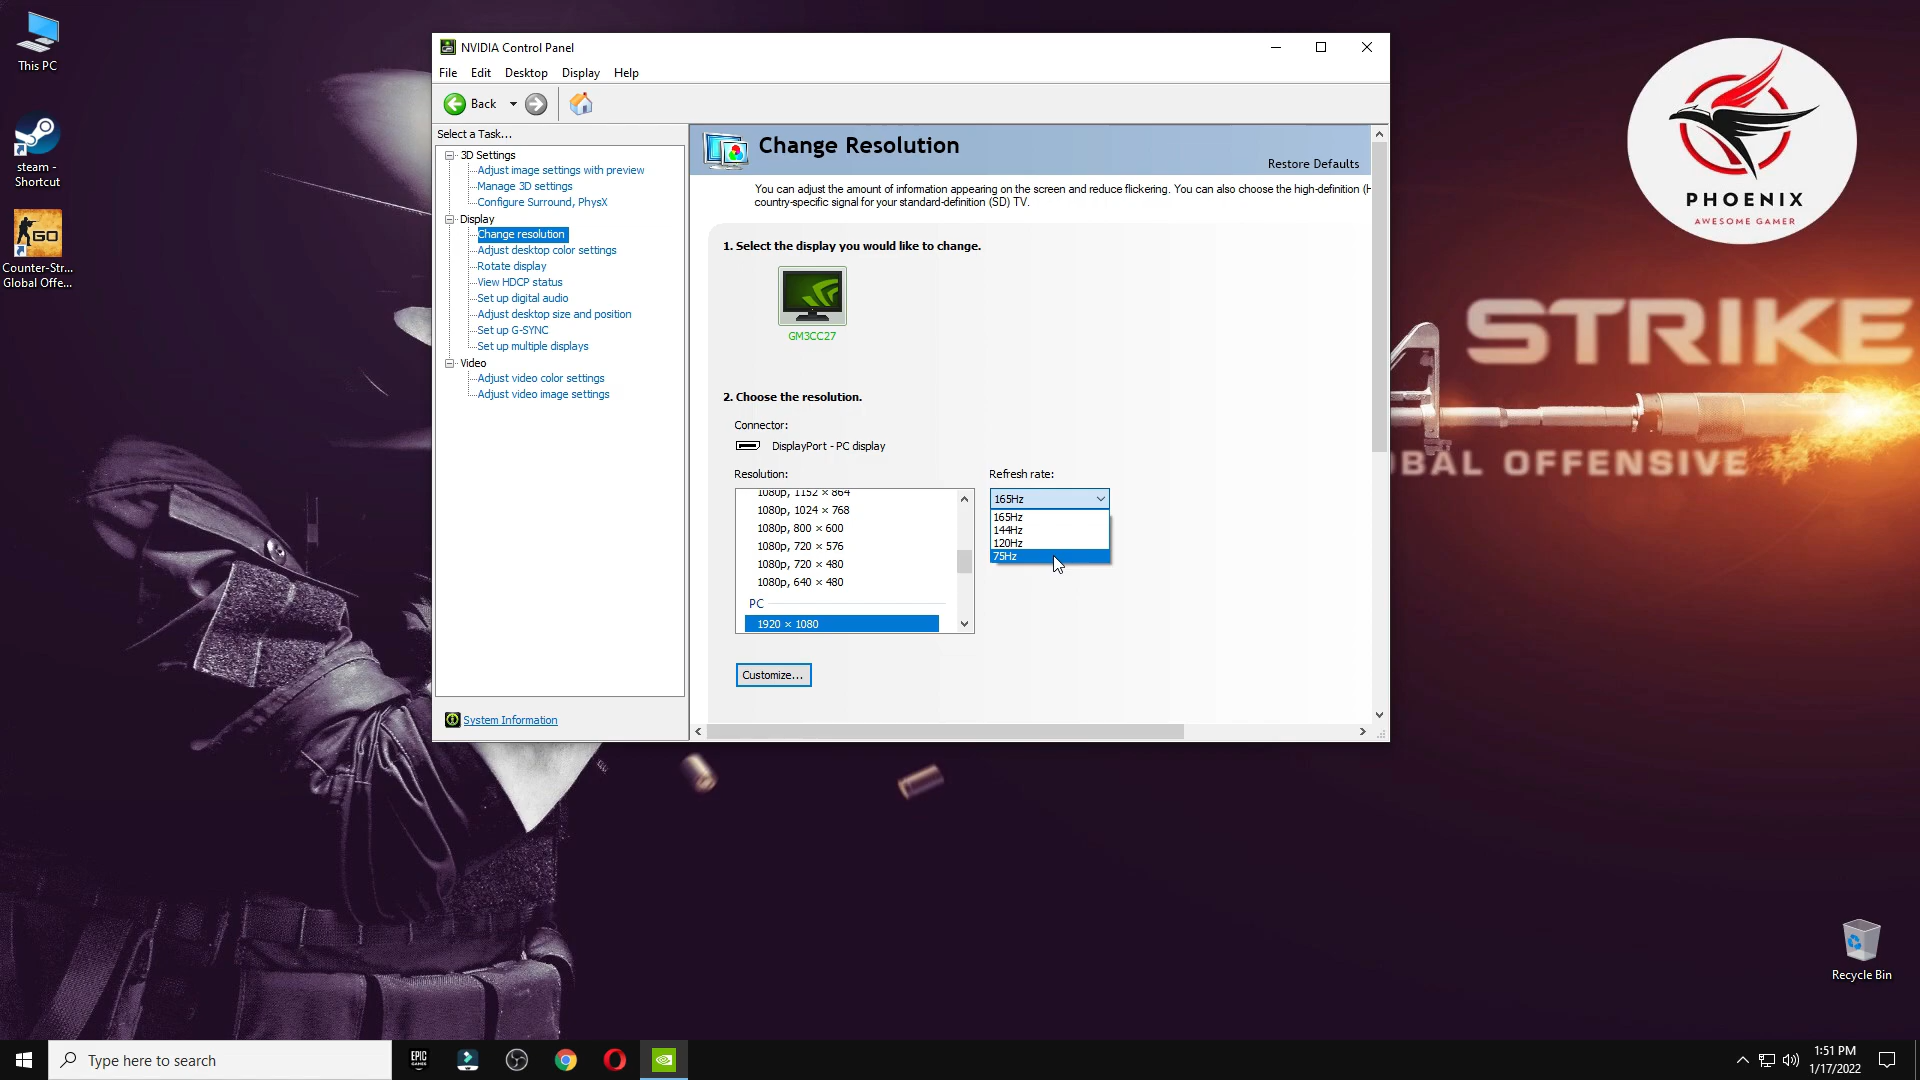 This PC
steam -
Shortcut
GO
Counter-Str...
Global Offe...
NVIDIA Control Panel
File Edit Desktop Display Help
Back
Select a Task...
3D Settings
Adjust image settings with preview
Manage 3D settings
Configure Surround, PhysX
Display
Change resolution
Adjust desktop color settings
Rotate display
View HDCP status
Set up digital audio
Adjust desktop size and position
Set up G-SYNC
Set up multiple displays
Video
Adjust video color settings
Adjust video image settings
System Information
Change Resolution
Restore Defaults
You can adjust the amount of information appearing on the screen and reduce flickering. You can also choose the high-definition (H
country-specific signal for your standard-definition (SD) TV.
1. Select the display you would like to change.
GM3CC27
2. Choose the resolution.
Connector:
DisplayPort - PC display
Resolution:
1080p, 1152 × 864
1080p, 1024 × 768
1080p, 800 × 600
1080p, 720 × 576
1080p, 720 × 480
1080p, 640 × 480
PC
1920 × 1080
Refresh rate:
165Hz
165Hz
144Hz
120Hz
75Hz
Customize...
PHOENIX
AWESOME GAMER
STRIKE
BAL OFFENSIVE
Recycle Bin
Type here to search
EPIC
GAMES
1:51 PM
1/17/2022